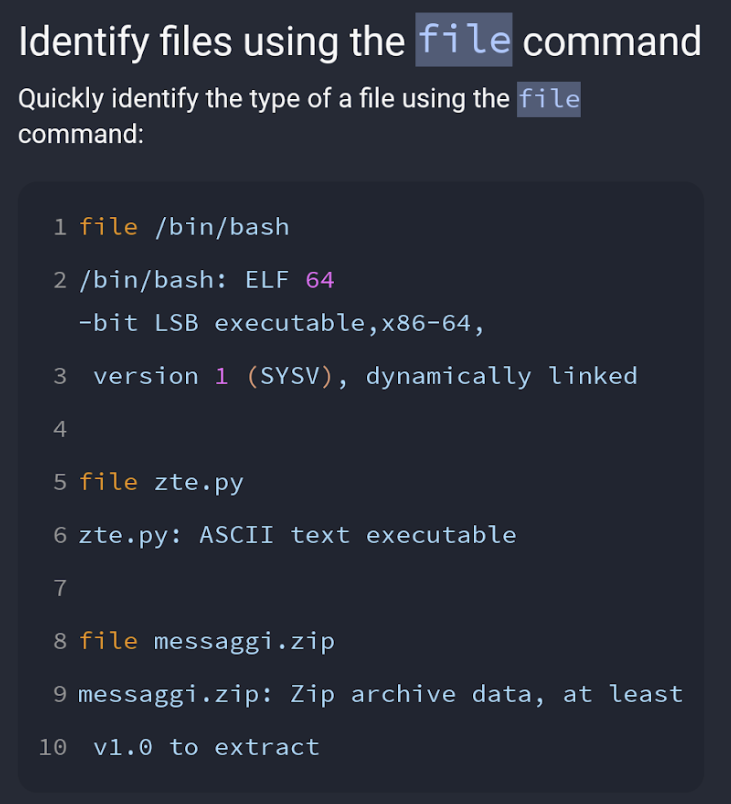 Identify files using the file command
Quickly identify the type of a file using the file
command:
1 file /bin/bash
2 /bin/bash: ELF 64
-bit LSB executable,x86-64,
3 version 1 (SYSV), dynamically linked
4
5 file zte.py
6 zte.py: ASCII text executable
7
8 file messaggi.zip
9 messaggi.zip: Zip archive data, at least
10 v1.0 to extract